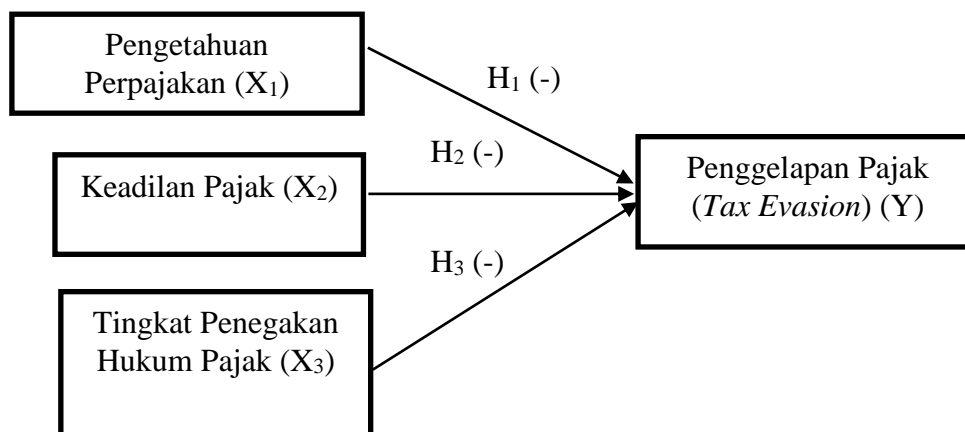 Pengetahuan
Perpajakan (X₁)
H₁ (-)
H₂ (-)
Keadilan Pajak (X₂)
Penggelapan Pajak
(Tax Evasion) (Y)
H₃ (-)
Tingkat Penegakan
Hukum Pajak (X₃)